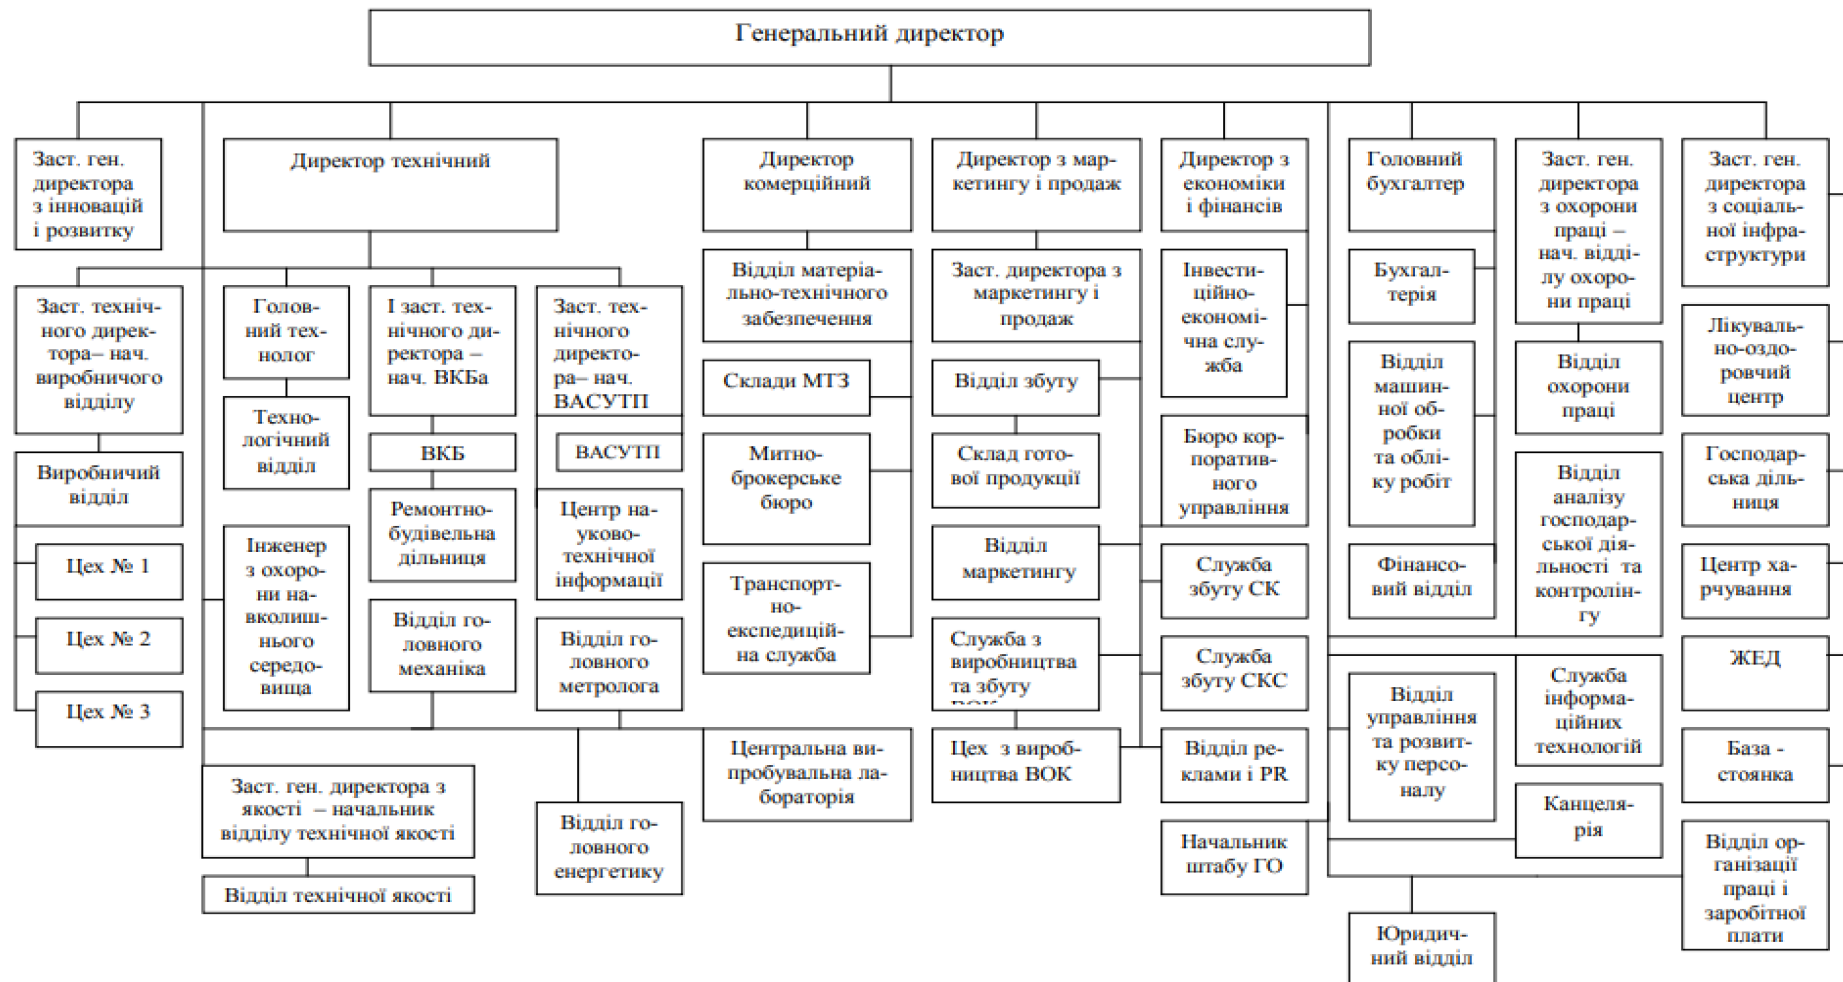 Генеральний директор
Заст. ген.
директора
з інновацій
і розвитку
Директор технічний
Директор
комерційний
Директор з мар-
кетингу і продаж
Директор з
економіки
і фінансів
Головний
бухгалтер
Заст. ген.
директора
з охорони
праці –
нач. відді-
лу охоро-
ни праці
Заст. ген.
директора
з соціаль-
ної інфра-
структури
Заст. техніч-
ного дирек-
тора– нач.
виробничого
відділу
Голов-
ний тех-
нолог
І заст. тех-
нічного ди-
ректора –
нач. ВКБа
Заст. тех-
нічного
директо-
ра– нач.
ВАСУТП
Відділ матеріа-
льно-технічного
забезпечення
Заст. директора з
маркетингу і
продаж
Інвести-
ційно-
економі-
чна слу-
жба
Бухгал-
терія
Лікуваль-
но-оздо-
ровчий
центр
Техно-
логічний
відділ
ВКБ
ВАСУТП
Склади МТЗ
Відділ збуту
Відділ
машин-
ної об-
робки
та облі-
ку робіт
Відділ
охорони
праці
Виробничий
відділ
Ремонтно-
будівельна
дільниця
Центр на-
уково-
технічної
інформації
Митно-
брокерське
бюро
Склад гото-
вої продукції
Бюро кор-
поратив-
ного
управління
Відділ
аналізу
господар-
ської дія-
льності  та
контролін-
гу
Господар-
ська діль-
ниця
Цех № 1
Інженер
з охоро-
ни на-
вколиш-
нього
середо-
вища
Відділ
маркетингу
Служба
збуту СК
Фінансо-
вий відділ
Центр ха-
рчування
Цех № 2
Відділ го-
ловного
механіка
Відділ го-
ловного
метролога
Транспорт-
но-
експедицій-
на служба
Служба з
виробництва
та збуту
ВОК
Служба
збуту СКС
ЖЕД
Цех № 3
Відділ
управління
та розвит-
ку персо-
налу
Служба
інформа-
ційних
технологій
Центральна ви-
пробувальна ла-
бораторія
Цех  з вироб-
ництва ВОК
Відділ ре-
клами і PR
База -
стоянка
Заст. ген. директора з
якості  – начальник
відділу технічної якості
Відділ го-
ловного
енергетику
Начальник
штабу ГО
Канцеля-
рія
Відділ ор-
ганізації
праці і
заробітної
плати
Відділ технічної якості
Юридич-
ний відділ